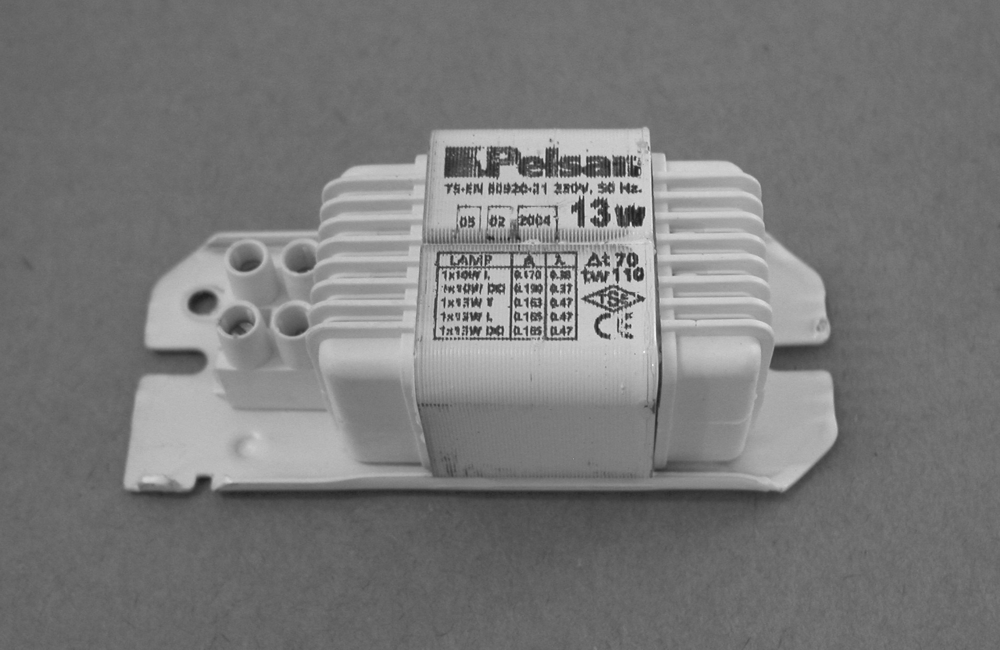 Pelsan
TS-EN 60920-21 230V, 50 Hz.
13 W
05 02 2004
LAMP A λ
1x10W L 0.170 0.38
1x10W DD 0.190 0.37
1x13W T 0.163 0.47
1x13W L 0.165 0.47
1x13W DD 0.165 0.47
Δt 70
tw 110
TSE
CE